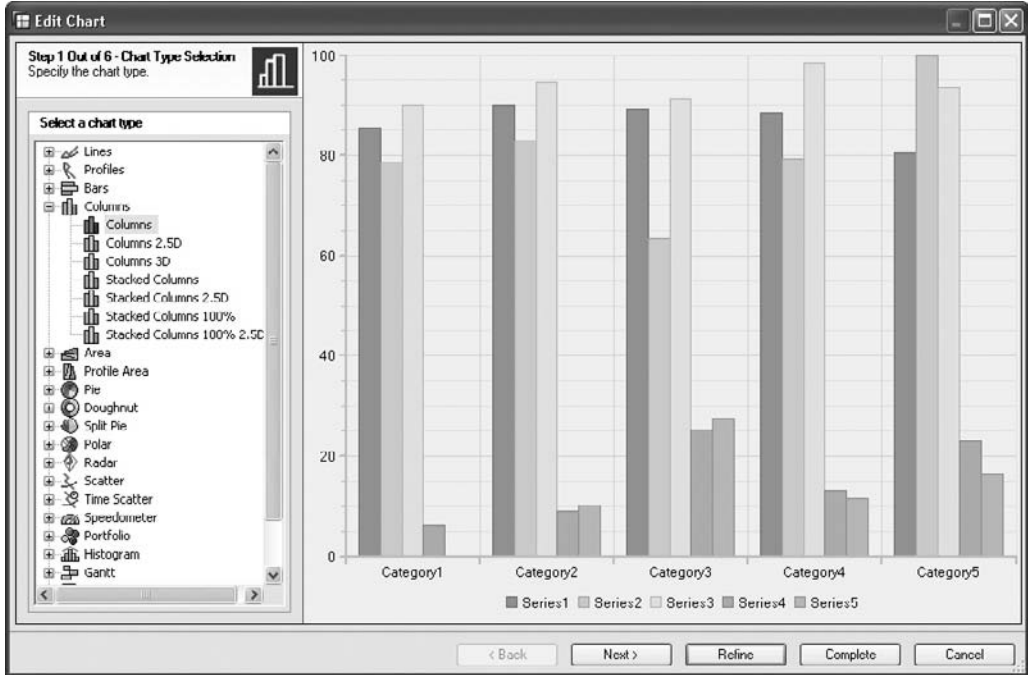 Edit Chart
Step 1 Out of 6 - Chart Type Selection
Specify the chart type.
Select a chart type
Lines
Profiles
Bars
Columns
Columns
Columns 2.5D
Columns 3D
Stacked Columns
Stacked Columns 2.5D
Stacked Columns 100%
Stacked Columns 100% 2.5D
Area
Profile Area
Pie
Doughnut
Split Pie
Polar
Radar
Scatter
Time Scatter
Speedometer
Portfolio
Histogram
Gantt
100
80
60
40
20
0
Category1 Category2 Category3 Category4 Category5
Series1 Series2 Series3 Series4 Series5
< Back Next > Refine Complete Cancel